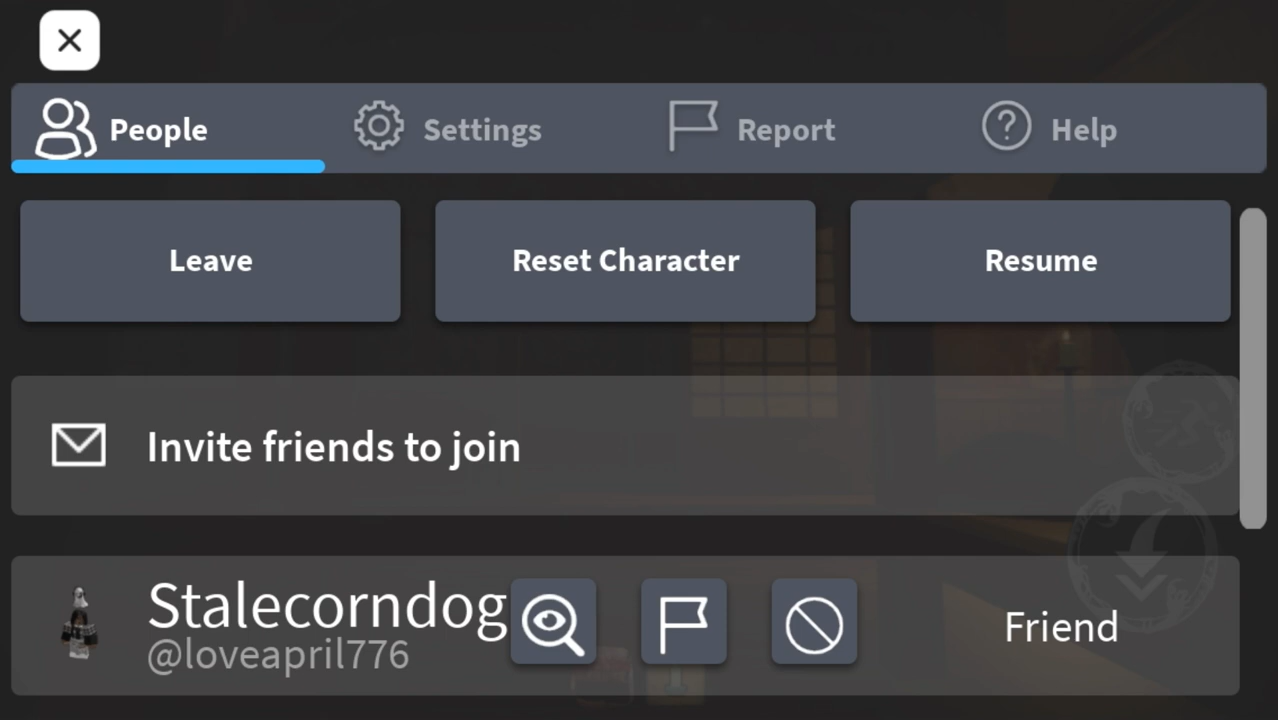 People
Settings
Report
Help
Leave
Reset Character
Resume
Invite friends to join
Stalecorndog
@loveapril776
Friend